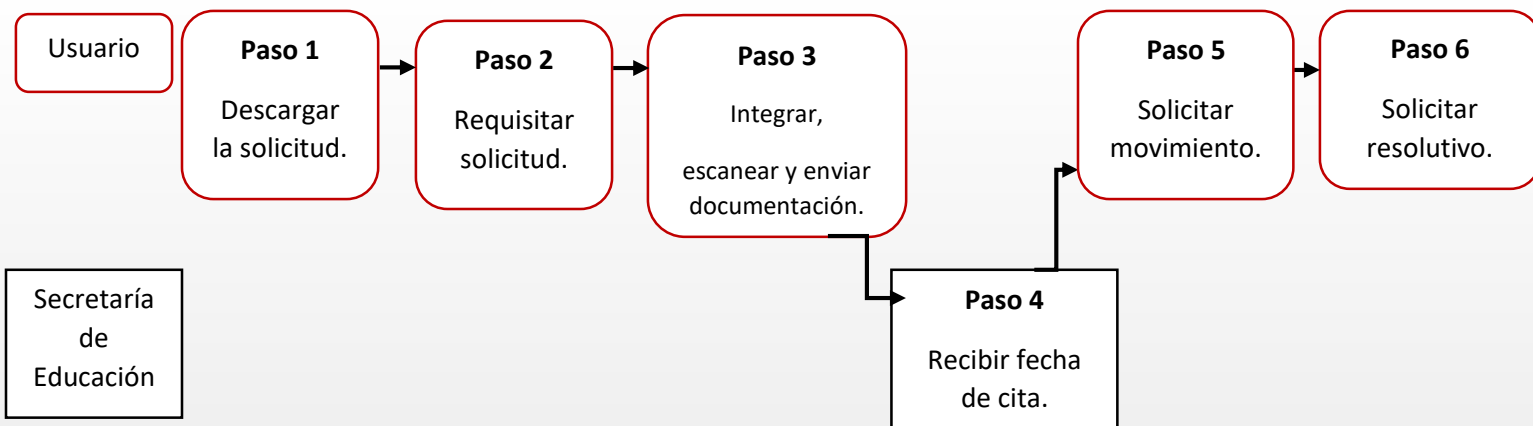 Usuario
Paso 1
Descargar
la solicitud.
Paso 2
Requisitar
solicitud.
Paso 3
Integrar,
escanear y enviar
documentación.
Paso 5
Solicitar
movimiento.
Paso 6
Solicitar
resolutivo.
Secretaría
de
Educación
Paso 4
Recibir fecha
de cita.